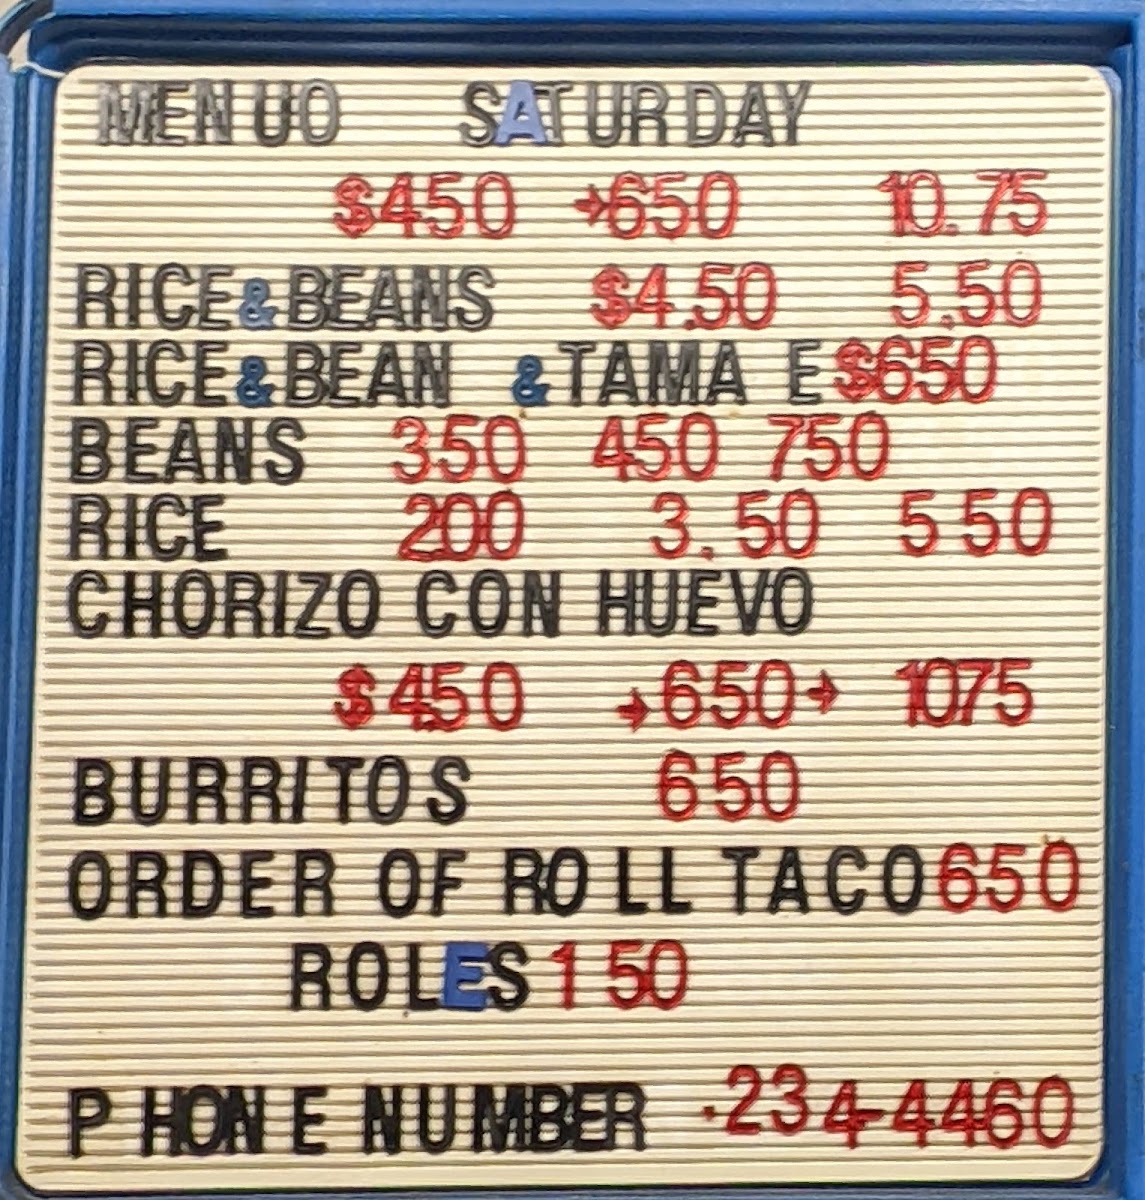 MENUO SATURDAY
$450 →650 10.75
RICE&BEANS $4.50 5.50
RICE&BEAN &TAMA E $650
BEANS 350 450 750
RICE 200 3.50 550
CHORIZO CON HUEVO
$450 →650→ 1075
BURRITOS 650
ORDER OF ROLL TACO 650
ROLES 150
PHONE NUMBER .234-4460